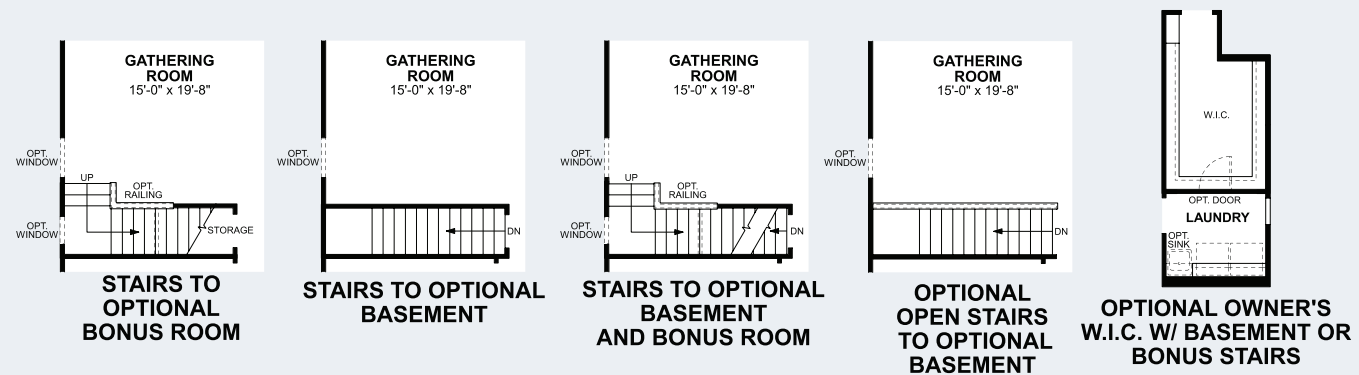 GATHERING
ROOM
15'-0" x 19'-8"
OPT.
WINDOW
UP
OPT.
RAILING
OPT.
WINDOW
STORAGE
STAIRS TO
OPTIONAL
BONUS ROOM
GATHERING
ROOM
15'-0" x 19'-8"
OPT.
WINDOW
DN
STAIRS TO OPTIONAL
BASEMENT
GATHERING
ROOM
15'-0" x 19'-8"
OPT.
WINDOW
UP
OPT.
RAILING
OPT.
WINDOW
DN
STAIRS TO OPTIONAL
BASEMENT
AND BONUS ROOM
GATHERING
ROOM
15'-0" x 19'-8"
OPT.
WINDOW
DN
OPTIONAL
OPEN STAIRS
TO OPTIONAL
BASEMENT
W.I.C.
OPT. DOOR
LAUNDRY
OPT.
SINK
OPTIONAL OWNER'S
W.I.C. W/ BASEMENT OR
BONUS STAIRS